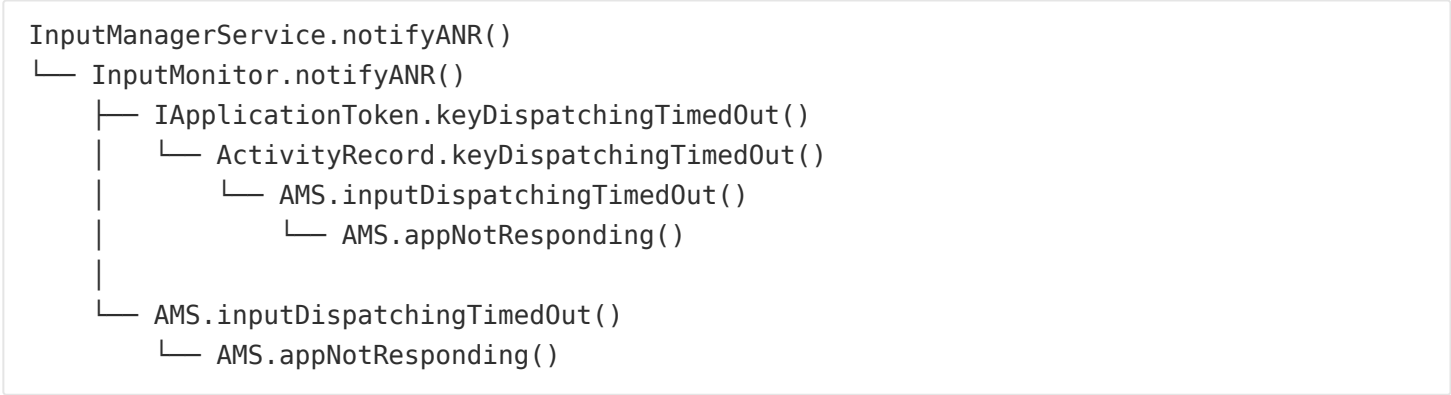 InputManagerService.notifyANR()
└── InputMonitor.notifyANR()
    ├── IApplicationToken.keyDispatchingTimedOut()
    │   └── ActivityRecord.keyDispatchingTimedOut()
    │       └── AMS.inputDispatchingTimedOut()
    │           └── AMS.appNotResponding()
    │
    └── AMS.inputDispatchingTimedOut()
        └── AMS.appNotResponding()